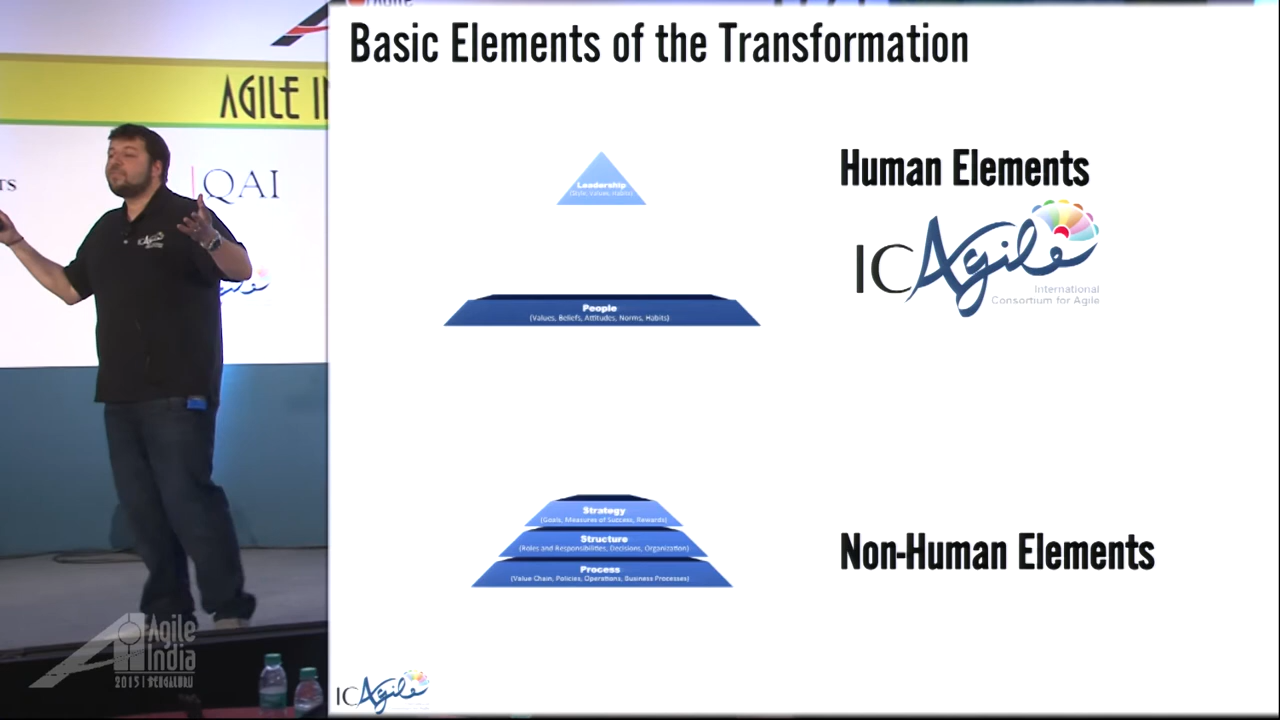 Agile
AGILE I
TS
QAI
Agile
India
2015 | BENGALURU
Basic Elements of the Transformation
Leadership
(Style, Values, Habits)
Human Elements
ICAgile
International
Consortium for Agile
People
(Values, Beliefs, Attitudes, Norms, Habits)
Strategy
(Goals, Measures of Success, Rewards)
Structure
(Roles and Responsibilities, Decisions, Organization)
Process
(Value Chain, Policies, Operations, Business Processes)
Non-Human Elements
ICAgile